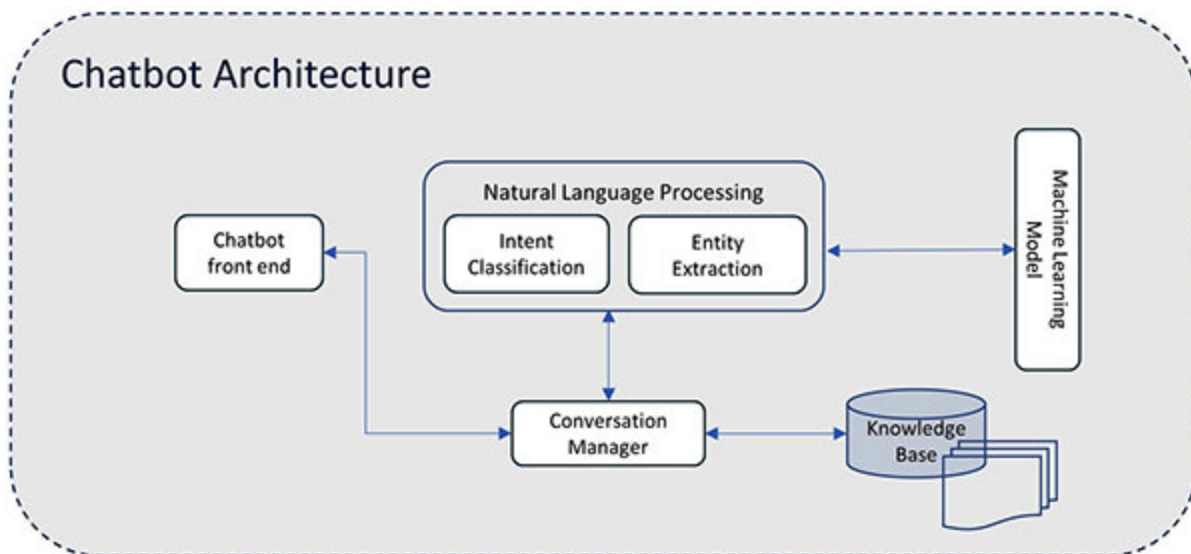 Chatbot Architecture
Natural Language Processing
Chatbot
front end
Intent
Classification
Entity
Extraction
Machine Learning
Model
Conversation
Manager
Knowledge
Base